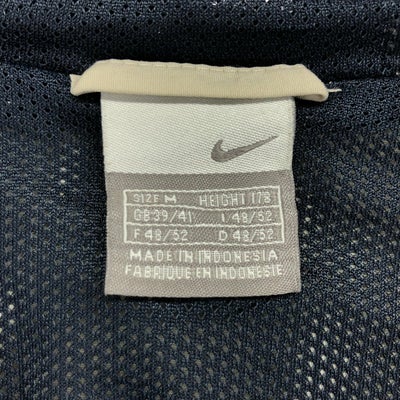 SIZE M HEIGHT 178
GB 39/41 I 48/52
F 48/52 D 48/52
MADE IN INDONESIA
FABRIQUE EN INDONESIE